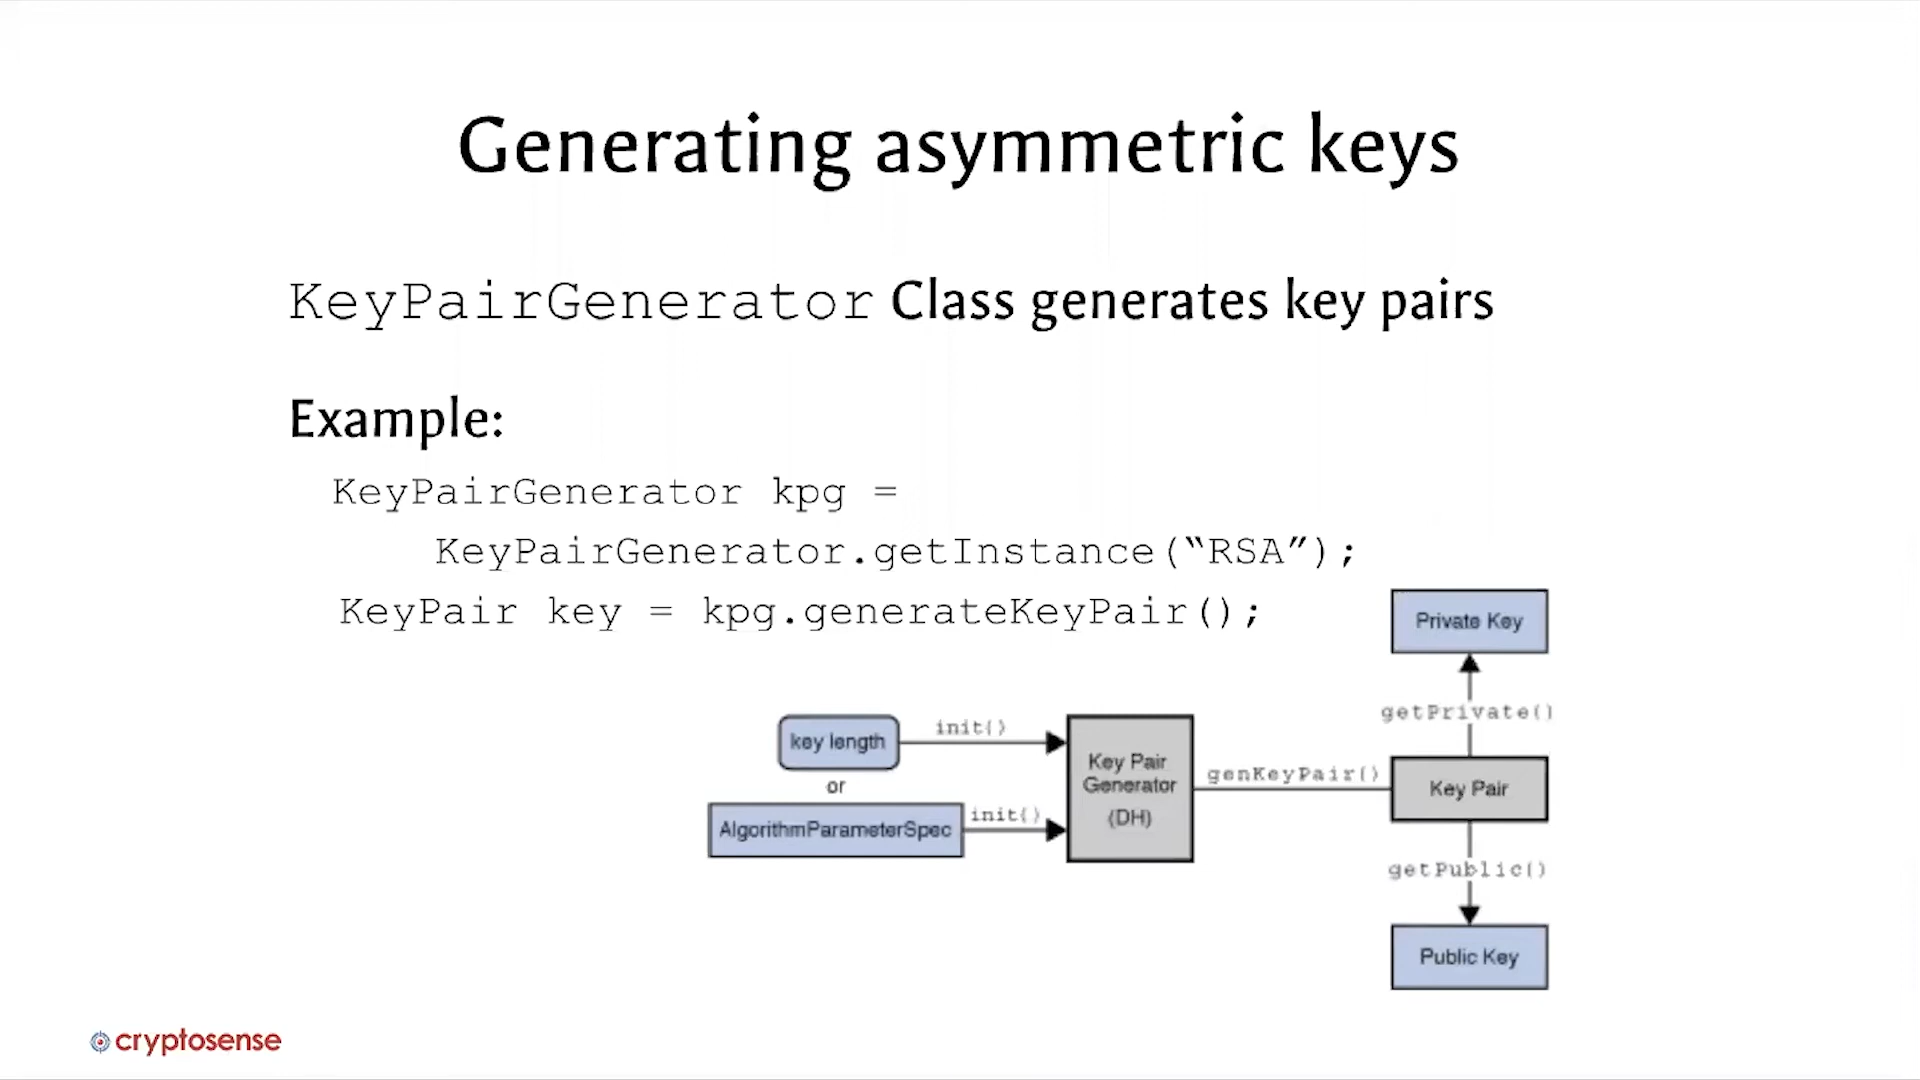 Generating asymmetric keys
KeyPairGenerator Class generates key pairs
Example:
KeyPairGenerator kpg =
KeyPairGenerator.getInstance(“RSA”);
KeyPair key = kpg.generateKeyPair();
Private Key
getPrivate()
key length
init()
or
AlgorithmParameterSpec
init()
Key Pair
Generator
(DH)
genKeyPair()
Key Pair
getPublic()
Public Key
cryptosense